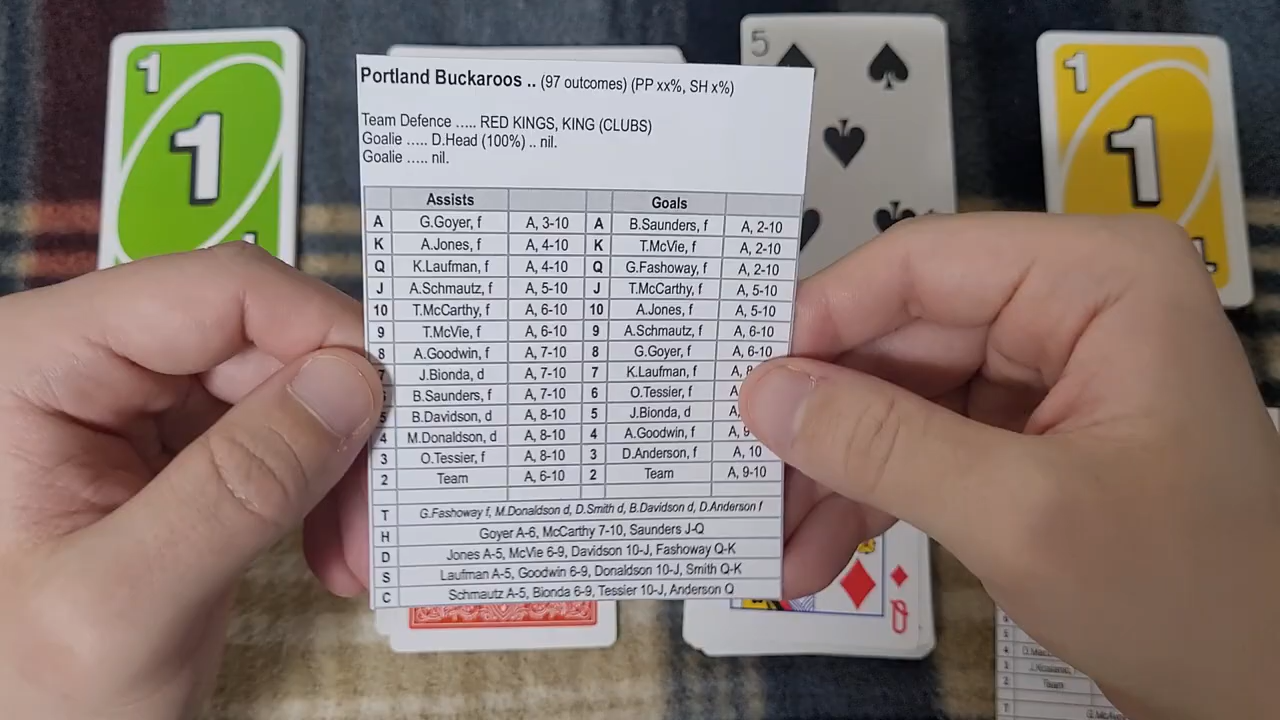 1
1
5
1
1
Portland Buckaroos .. (97 outcomes) (PP xx%, SH x%)
Team Defence ..... RED KINGS, KING (CLUBS)
Goalie ..... D.Head (100%) .. nil.
Goalie ..... nil.
Assists Goals
A G.Goyer, f A, 3-10 A B.Saunders, f A, 2-10
K A.Jones, f A, 4-10 K T.McVie, f A, 2-10
Q K.Laufman, f A, 4-10 Q G.Fashoway, f A, 2-10
J A.Schmautz, f A, 5-10 J T.McCarthy, f A, 5-10
10 T.McCarthy, f A, 6-10 10 A.Jones, f A, 5-10
9 T.McVie, f A, 6-10 9 A.Schmautz, f A, 6-10
8 A.Goodwin, f A, 7-10 8 G.Goyer, f A, 6-10
7 J.Bionda, d A, 7-10 7 K.Laufman, f A, 8
B.Saunders, f A, 7-10 6 O.Tessier, f A
5 B.Davidson, d A, 8-10 5 J.Bionda, d A,
4 M.Donaldson, d A, 8-10 4 A.Goodwin, f A, 9
3 O.Tessier, f A, 8-10 3 D.Anderson, f A, 10
2 Team A, 6-10 2 Team A, 9-10
T G.Fashoway f, M.Donaldson d, D.Smith d, B.Davidson d, D.Anderson f
H Goyer A-6, McCarthy 7-10, Saunders J-Q
D Jones A-5, McVie 6-9, Davidson 10-J, Fashoway Q-K
S Laufman A-5, Goodwin 6-9, Donaldson 10-J, Smith Q-K
C Schmautz A-5, Bionda 6-9, Tessier 10-J, Anderson Q
Q
Team